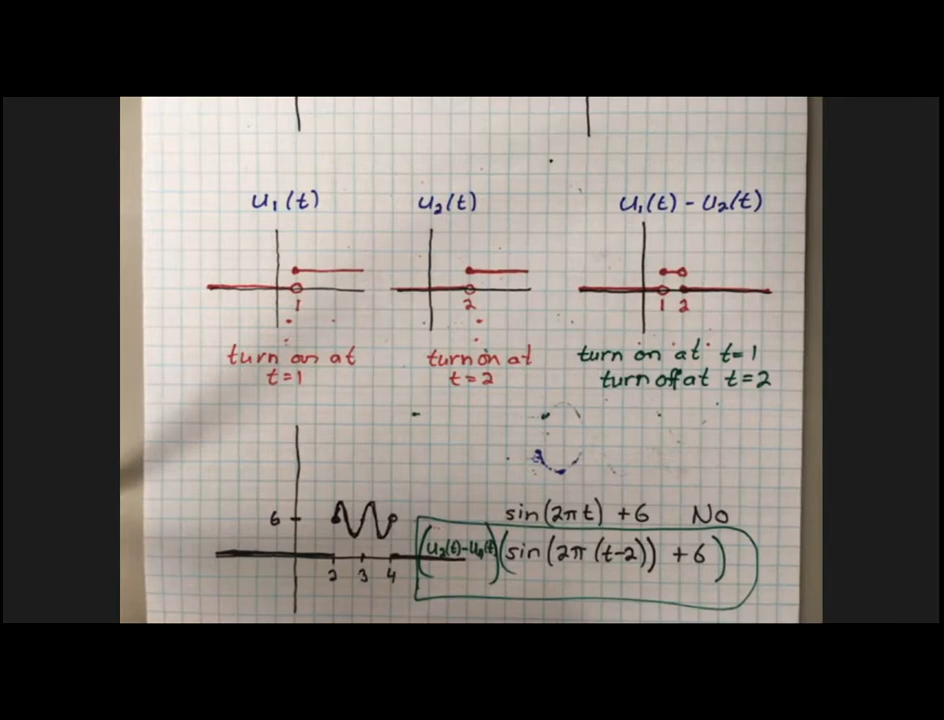 u₁(t) u₂(t) u₁(t) - u₂(t)
1 2 1 2
turn on at turn on at turn on at t=1
t=1 t=2 turn off at t=2
6 sin(2πt) +6 No
(u₂(t)-u₄(t))(sin(2π(t-2)) +6)
2 3 4